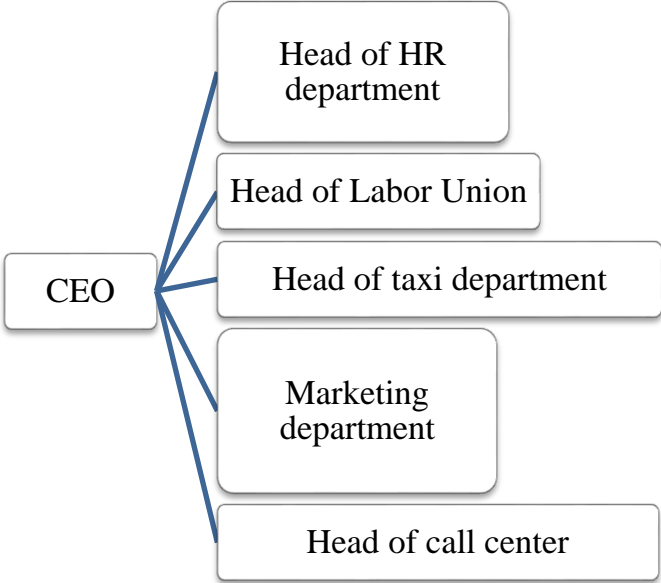 Head of HR
department
Head of Labor Union
CEO
Head of taxi department
Marketing
department
Head of call center